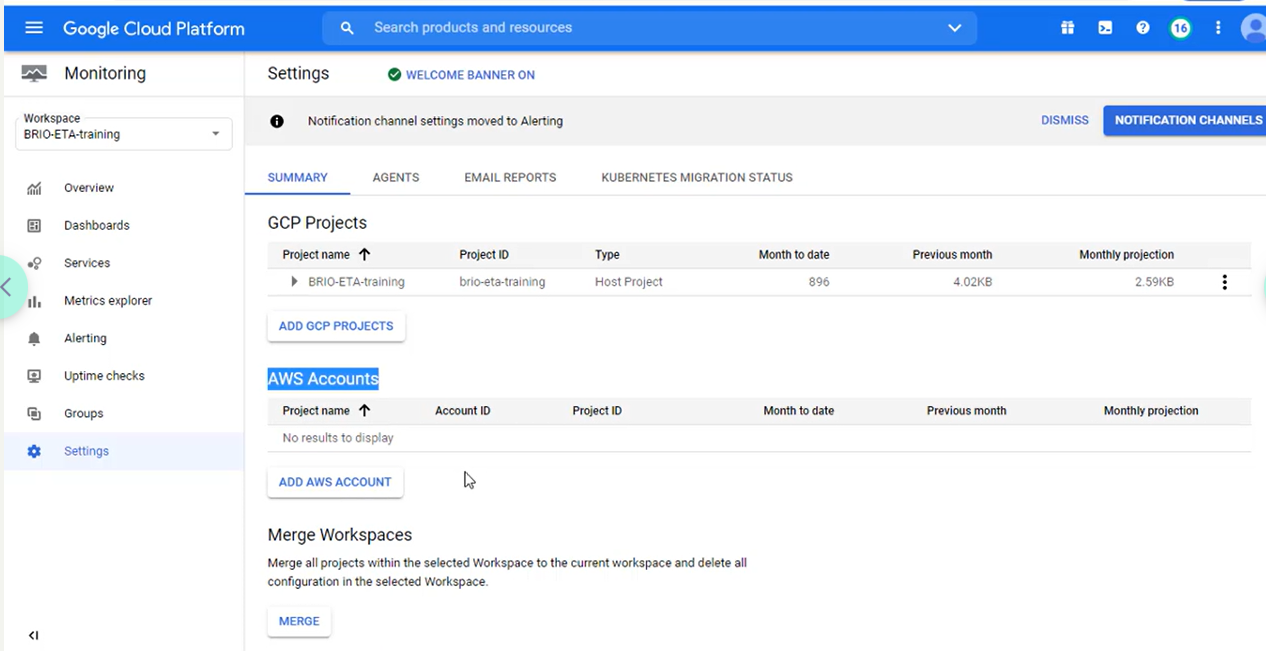 Google Cloud Platform
Search products and resources
16
Monitoring
Settings
WELCOME BANNER ON
Workspace
BRIO-ETA-training
Notification channel settings moved to Alerting
DISMISS
NOTIFICATION CHANNELS
Overview
Dashboards
Services
Metrics explorer
Alerting
Uptime checks
Groups
Settings
SUMMARY AGENTS EMAIL REPORTS KUBERNETES MIGRATION STATUS
GCP Projects
Project name Project ID Type Month to date Previous month Monthly projection
BRIO-ETA-training brio-eta-training Host Project 896 4.02KB 2.59KB
ADD GCP PROJECTS
AWS Accounts
Project name Account ID Project ID Month to date Previous month Monthly projection
No results to display
ADD AWS ACCOUNT
Merge Workspaces
Merge all projects within the selected Workspace to the current workspace and delete all
configuration in the selected Workspace.
MERGE